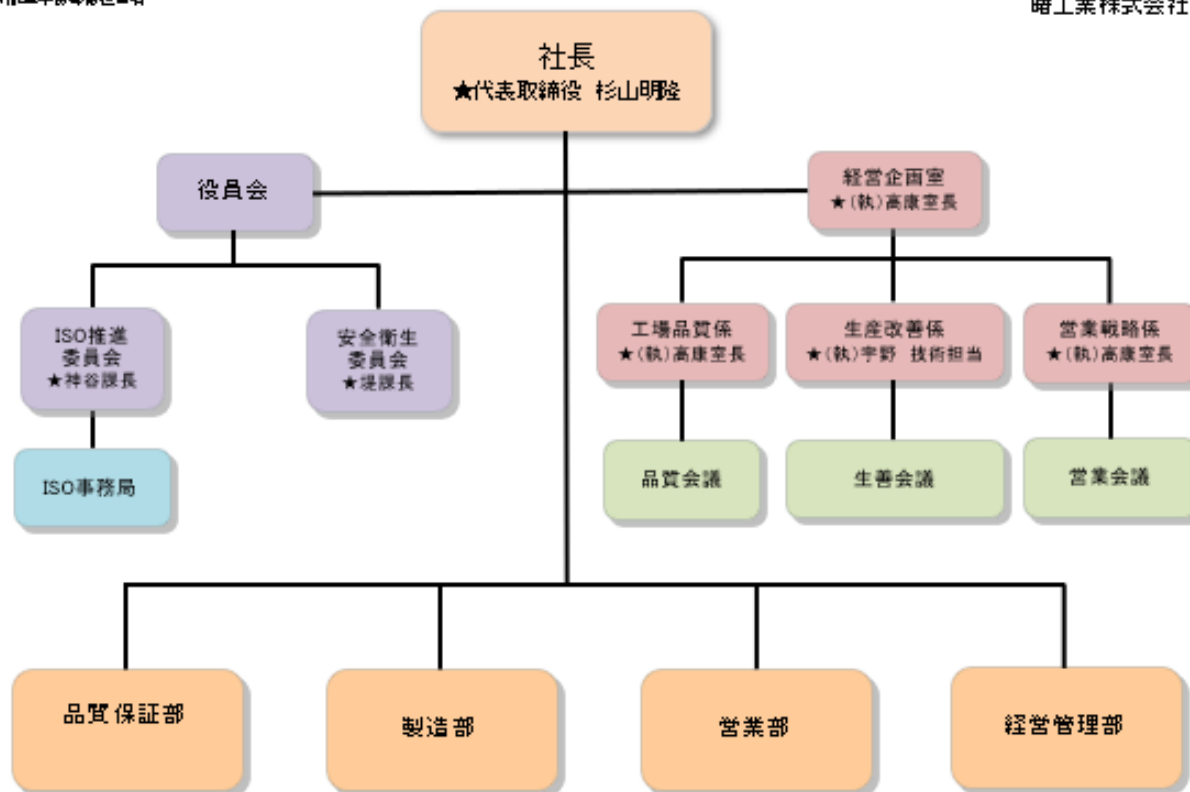 社長
★代表取締役 杉山明隆
役員会
経営企画室
★(執)高康室長
ISO推進
委員会
★神谷課長
安全衛生
委員会
★堤課長
工場品質係
★(執)高康室長
生産改善係
★(執)宇野 技術担当
営業戦略係
★(執)高康室長
ISO事務局
品質会議
生善会議
営業会議
品質保証部
製造部
営業部
経営管理部